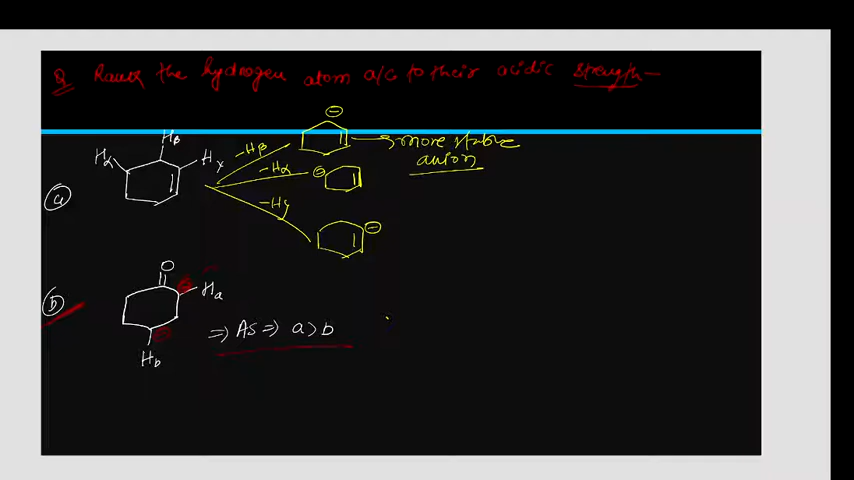 Q Rank the hydrogen atom a/c to their acidic strength-
Hβ
Hα
Hγ
-Hβ
-Hα
-Hγ
⊖
⊖
⊖
more stable
anion
(a)
O
Ha
(b)
Hb
⇒ AS ⇒ a > b